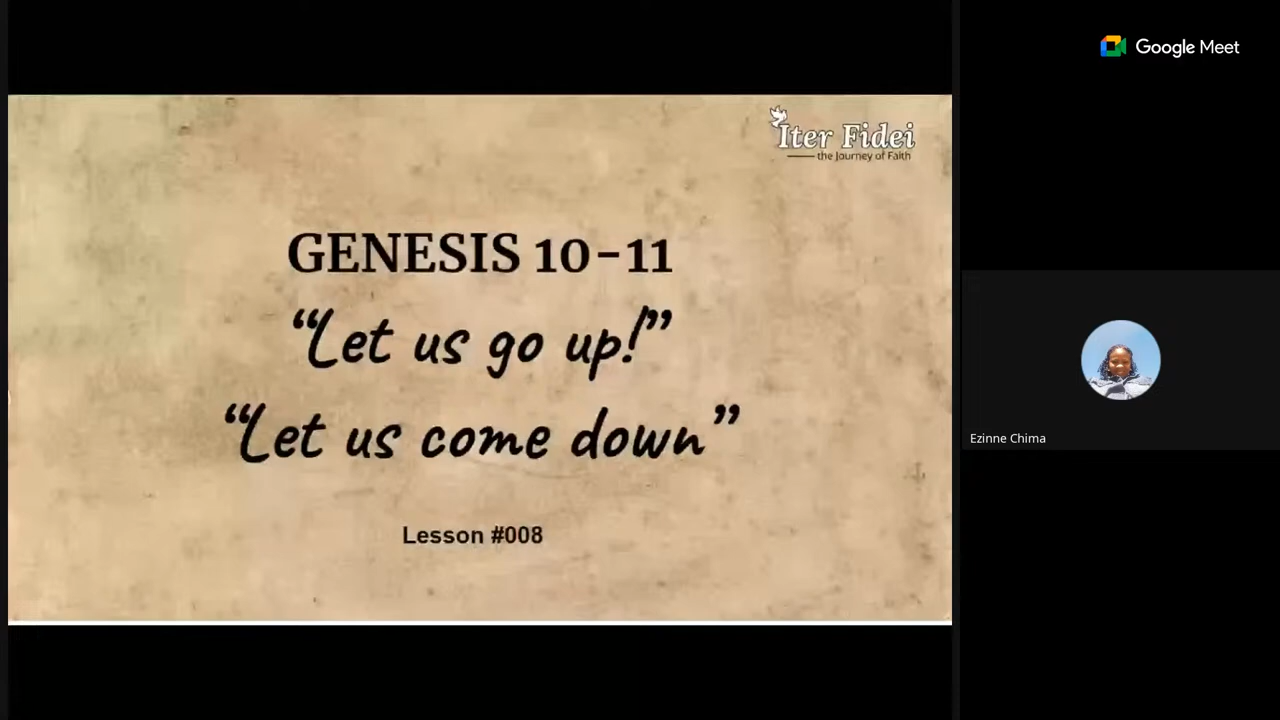 Google Meet
Iter Fidei
the Journey of Faith
GENESIS 10-11
“Let us go up!”
“Let us come down”
Lesson #008
Ezinne Chima